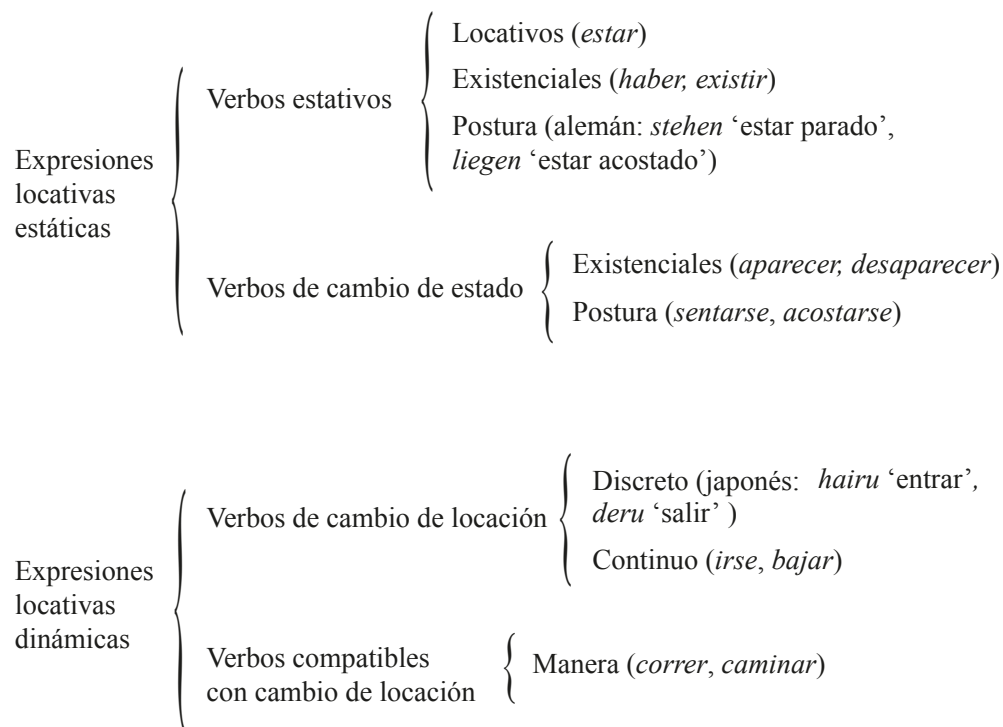 Locativos (estar)
Existenciales (haber, existir)
Verbos estativos
Postura (alemán: stehen ‘estar parado’,
liegen ‘estar acostado’)
Expresiones
locativas
estáticas
Existenciales (aparecer, desaparecer)
Verbos de cambio de estado
Postura (sentarse, acostarse)
Discreto (japonés: hairu ‘entrar’,
deru ‘salir’ )
Verbos de cambio de locación
Continuo (irse, bajar)
Expresiones
locativas
dinámicas
Verbos compatibles
con cambio de locación
Manera (correr, caminar)